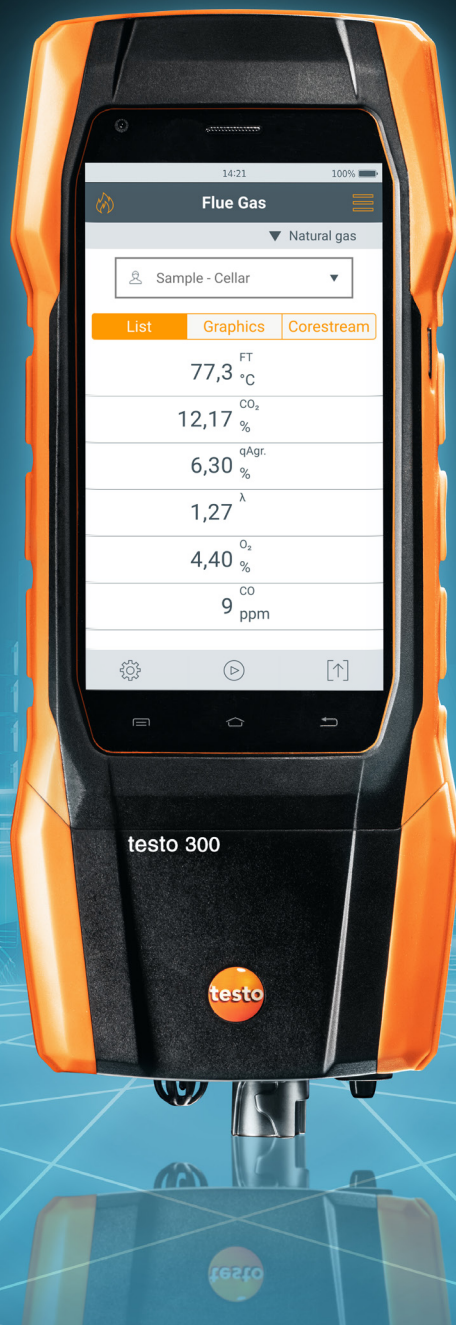 14:21 100%
Flue Gas
Natural gas
Sample - Cellar
List Graphics Corestream
77,3 FT °C
12,17 CO₂ %
6,30 qAgr. %
1,27 λ
4,40 O₂ %
9 CO ppm
testo 300
testo
testo